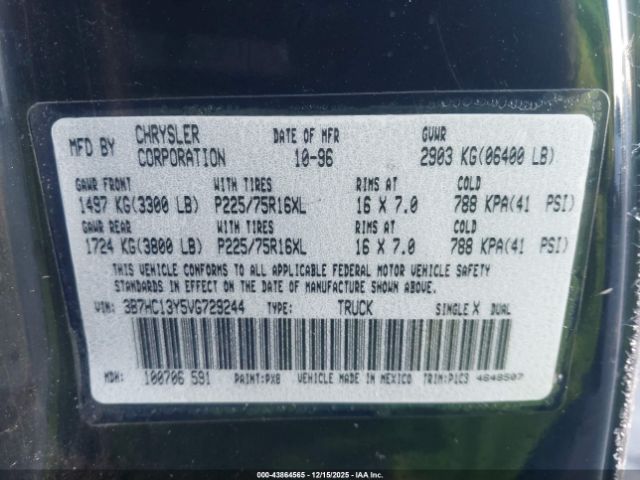 MFD BY CHRYSLER CORPORATION DATE OF MFR 10-96 GVWR 2903 KG(06400 LB)
GAWR FRONT WITH TIRES RIMS AT COLD
1497 KG(3300 LB) P225/75R16XL 16 X 7.0 788 KPA(41 PSI)
GAWR REAR WITH TIRES RIMS AT COLD
1724 KG(3800 LB) P225/75R16XL 16 X 7.0 788 KPA(41 PSI)
THIS VEHICLE CONFORMS TO ALL APPLICABLE FEDERAL MOTOR VEHICLE SAFETY
STANDARDS IN EFFECT ON THE DATE OF MANUFACTURE SHOWN ABOVE.
VIN: 3B7HC13Y5VG729244 TYPE: TRUCK SINGLE X DUAL
MDH: 100706 591 PAINT:PX8 VEHICLE MADE IN MEXICO TRIM:P1C3 4648507
000-43864565 - 12/15/2025 - IAAI.COM